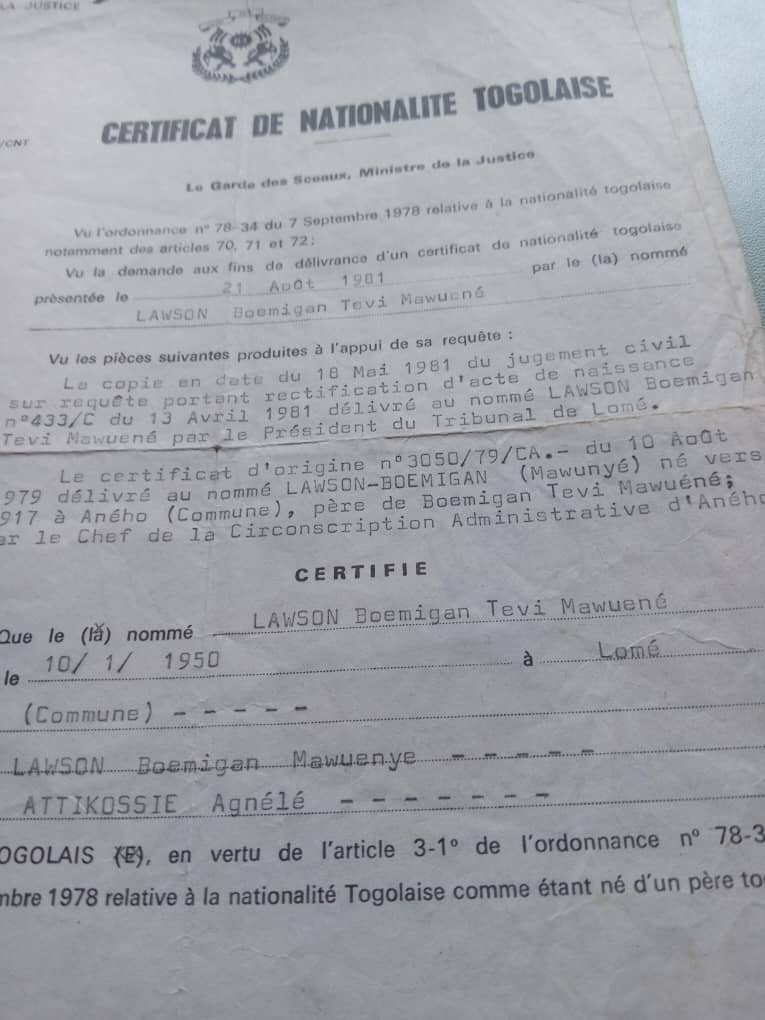 LA JUSTICE
/CNT
CERTIFICAT DE NATIONALITE TOGOLAISE
Le Garde des Sceaux, Ministre de la Justice
Vu l'ordonnance n° 78-34 du 7 Septembre 1978 relative à la nationalité togolaise
notamment des articles 70, 71 et 72;
Vu la demande aux fins de délivrance d'un certificat de nationalité togolaise
présentée le 21 Août 1981 par le (la) nommé
LAWSON Boemigan Tevi Mawuené
Vu les pièces suivantes produites à l'appui de sa requête :
La copie en date du 18 Mai 1981 du jugement civil
sur requête portant rectification d'acte de naissance
n°433/C du 13 Avril 1981 délivré au nommé LAWSON Boemigan
Tevi Mawuené par le Président du Tribunal de Lomé.
Le certificat d'origine n°3050/79/CA.- du 10 Août
979 délivré au nommé LAWSON-BOEMIGAN (Mawunyé) né vers
917 à Aného (Commune), père de Boemigan Tevi Mawuéné;
ar le Chef de la Circonscription Administrative d'Aného
CERTIFIE
Que le (la) nommé LAWSON Boemigan Tevi Mawuené
le 10/ 1/ 1950 à Lomé
(Commune) - - - - -
LAWSON Boemigan Mawuenye - - - - -
ATTIKOSSIE Agnélé - - - - - - -
OGOLAIS (E), en vertu de l'article 3-1° de l'ordonnance n° 78-3
mbre 1978 relative à la nationalité Togolaise comme étant né d'un père to